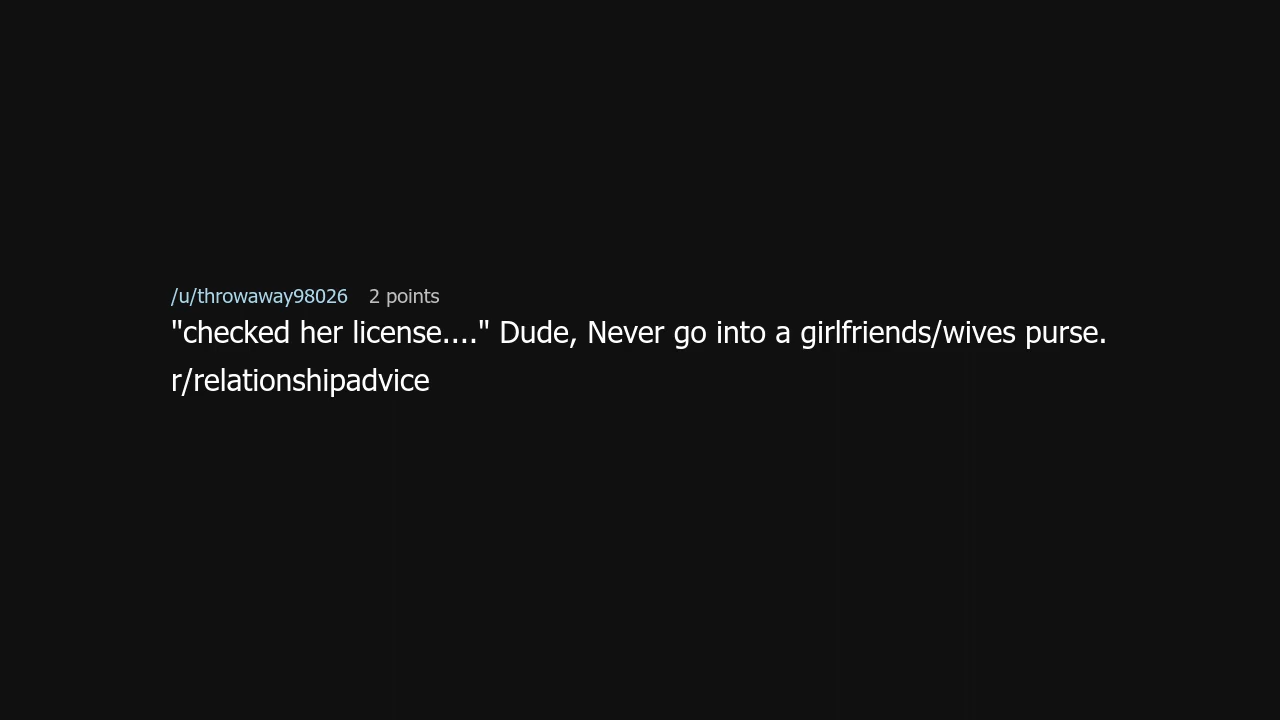 /u/throwaway98026 2 points
"checked her license...." Dude, Never go into a girlfriends/wives purse.
r/relationshipadvice